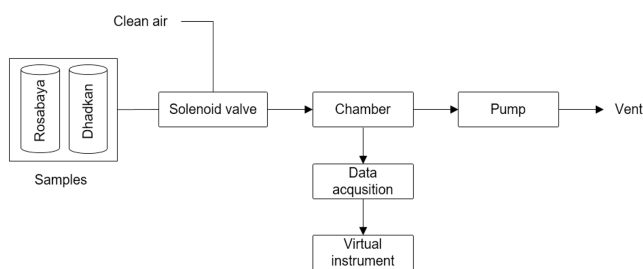 Clean air
Rosabaya
Dhadkan
Solenoid valve
Chamber
Pump
Vent
Samples
Data
acqusition
Virtual
instrument